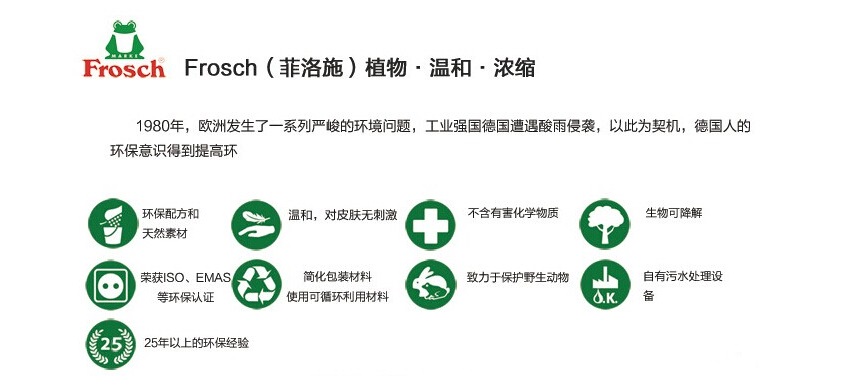 MARKE
Frosch
Frosch（菲洛施）植物·温和·浓缩
1980年，欧洲发生了一系列严峻的环境问题，工业强国德国遭遇酸雨侵袭，以此为契机，德国人的
环保意识得到提高环
环保配方和
天然素材
温和，对皮肤无刺激
不含有害化学物质
生物可降解
荣获ISO、EMAS
等环保认证
简化包装材料
使用可循环利用材料
致力于保护野生动物
O.K.
自有污水处理设
备
25
25年以上的环保经验